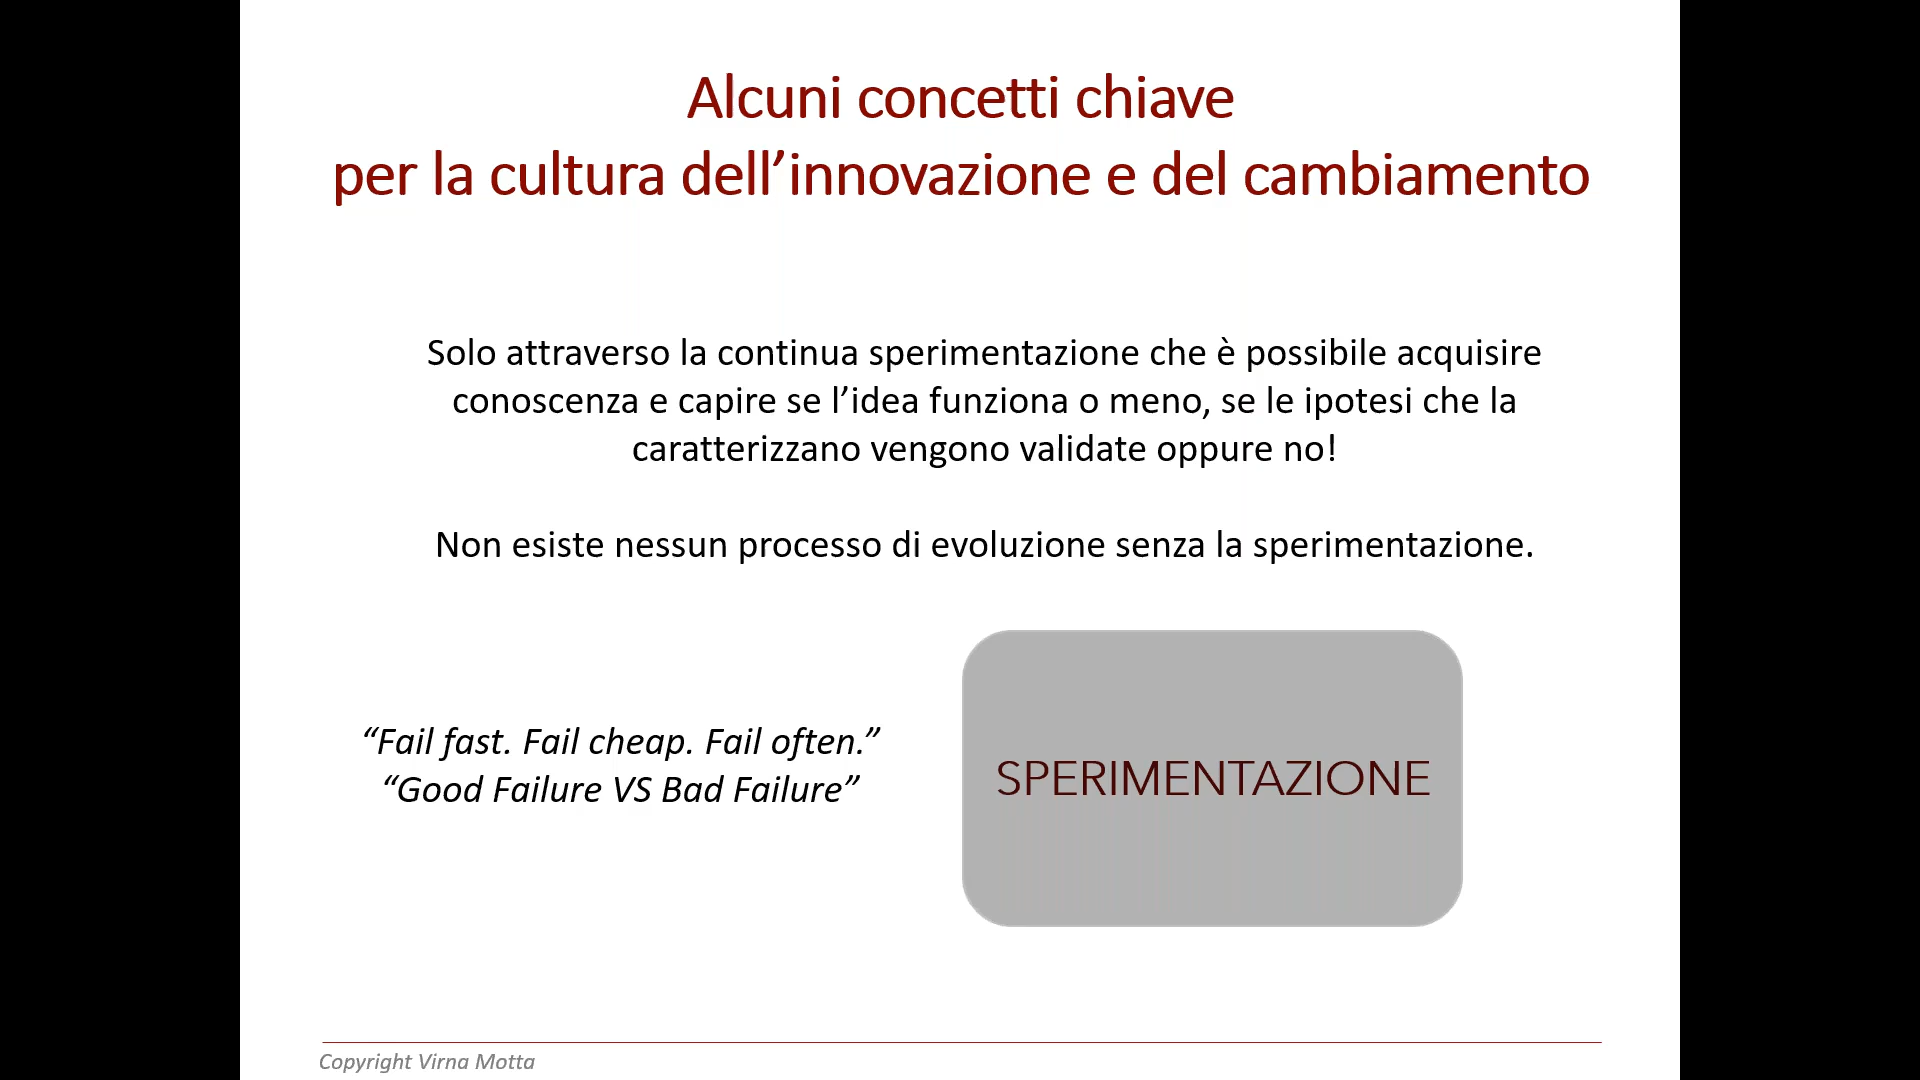 Alcuni concetti chiave
per la cultura dell’innovazione e del cambiamento
Solo attraverso la continua sperimentazione che è possibile acquisire
conoscenza e capire se l’idea funziona o meno, se le ipotesi che la
caratterizzano vengono validate oppure no!
Non esiste nessun processo di evoluzione senza la sperimentazione.
“Fail fast. Fail cheap. Fail often.”
“Good Failure VS Bad Failure”
SPERIMENTAZIONE
Copyright Virna Motta